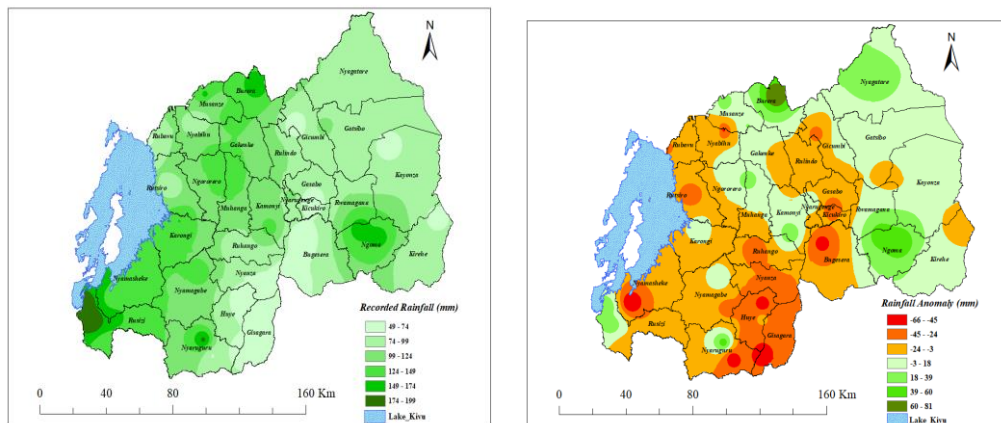 N
Nyagatare
Burera
Musanze
Rubavu
Nyabihu
Gakenke
Gicumbi
Gatsibo
Rulindo
Ngororero
Rutsiro
Kayonza
Gasabo
Nyarugenge
Kicukiro
Rwamagana
Muhanga
Kamonyi
Karongi
Ngoma
Ruhango
Bugesera
Kirehe
Nyamasheke
Nyanza
Nyamagabe
Rusizi
Huye
Gisagara
Nyaruguru
Recorded Rainfall (mm)
49 - 74
74 - 99
99 - 124
124 - 149
149 - 174
174 - 199
Lake_Kivu
0 40 80 160 Km
N
Nyagatare
Burera
Musanze
Rubavu
Nyabihu
Gakenke
Gicumbi
Gatsibo
Rulindo
Ngororero
Rutsiro
Kayonza
Gasabo
Nyarugenge
Kicukiro
Rwamagana
Muhanga
Kamonyi
Karongi
Ngoma
Ruhango
Bugesera
Kirehe
Nyamasheke
Nyanza
Nyamagabe
Rusizi
Huye
Gisagara
Nyaruguru
Rainfall Anomaly (mm)
-66 - -45
-45 - -24
-24 - -3
-3 - 18
18 - 39
39 - 60
60 - 81
Lake_Kivu
0 40 80 160 Km